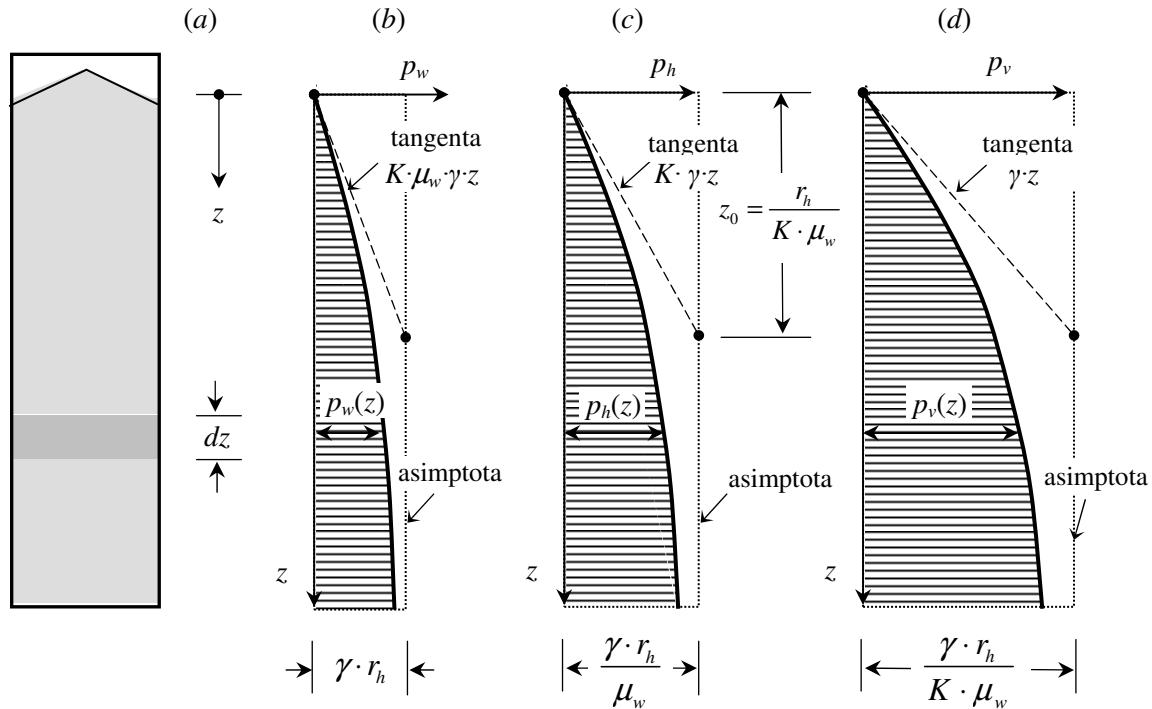 (a)
(b)
(c)
(d)
z
p_w
tangenta
K·μ_w·γ·z
p_h
tangenta
K·γ·z
z_0 = r_h / (K·μ_w)
p_v
tangenta
γ·z
dz
p_w(z)
p_h(z)
p_v(z)
asimptota
asimptota
asimptota
z
z
z
γ·r_h
γ·r_h / μ_w
γ·r_h / (K·μ_w)